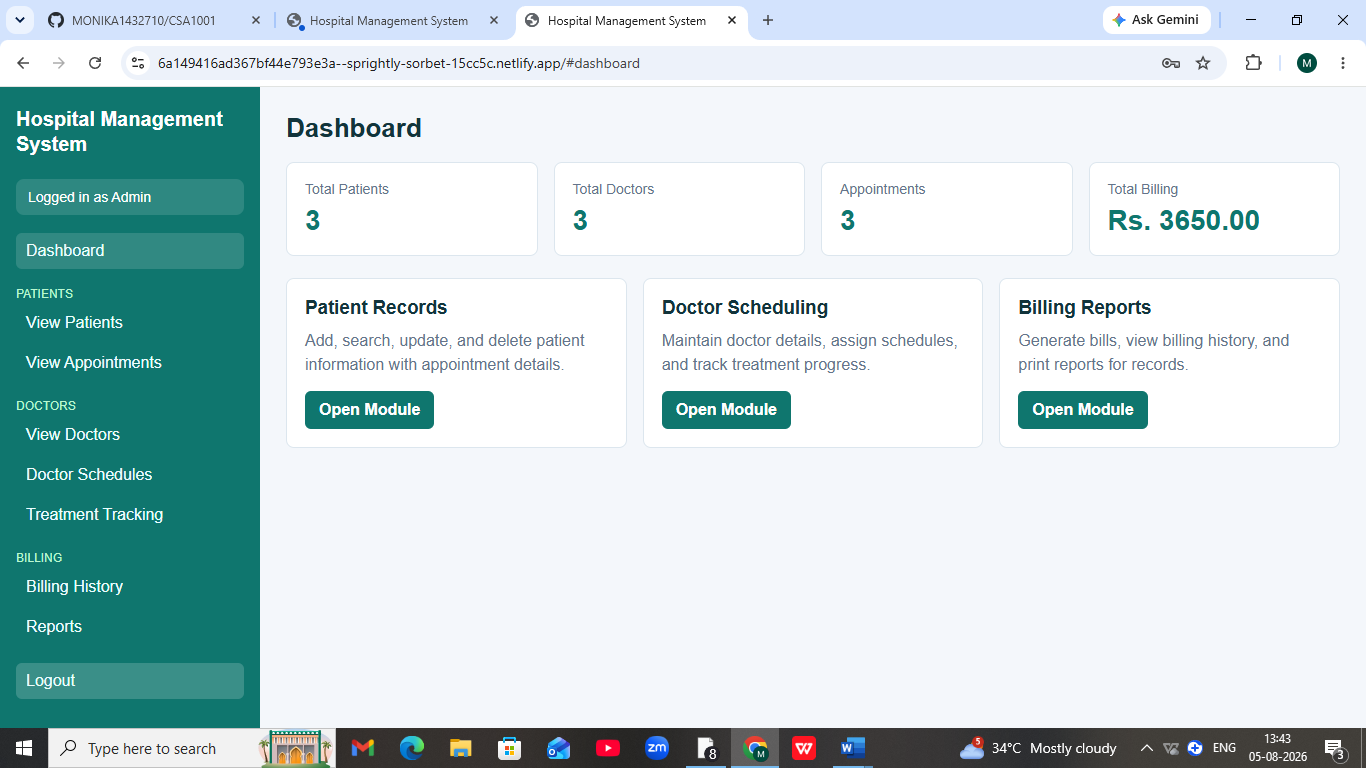 MONIKA1432710/CSA1001
Hospital Management System
Hospital Management System
Ask Gemini
6a149416ad367bf44e793e3a--sprightly-sorbet-15cc5c.netlify.app/#dashboard
M
Hospital Management
System
Logged in as Admin
Dashboard
PATIENTS
View Patients
View Appointments
DOCTORS
View Doctors
Doctor Schedules
Treatment Tracking
BILLING
Billing History
Reports
Logout
Dashboard
Total Patients
3
Total Doctors
3
Appointments
3
Total Billing
Rs. 3650.00
Patient Records
Add, search, update, and delete patient
information with appointment details.
Open Module
Doctor Scheduling
Maintain doctor details, assign schedules,
and track treatment progress.
Open Module
Billing Reports
Generate bills, view billing history, and
print reports for records.
Open Module
Type here to search
zm
8
M
W
W
5
34°C Mostly cloudy
ENG
13:43
05-08-2026
3